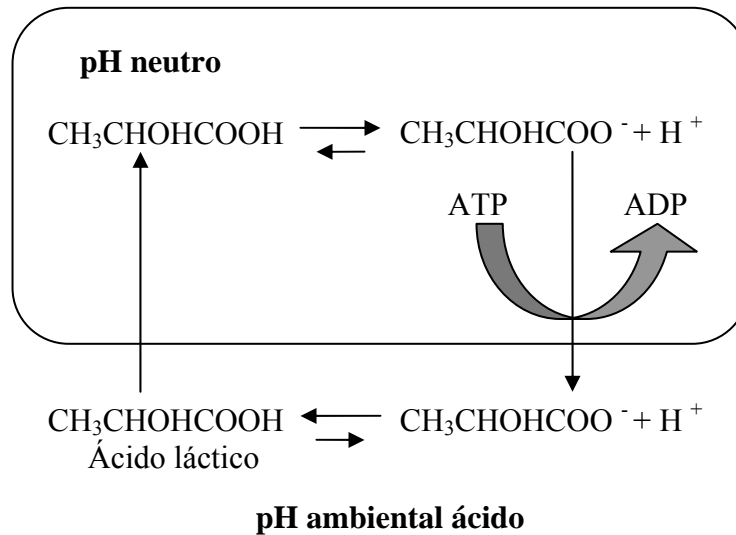 pH neutro
CH₃CHOHCOOH CH₃CHOHCOO ⁻ + H ⁺
ATP ADP
CH₃CHOHCOOH CH₃CHOHCOO ⁻ + H ⁺
Ácido láctico
pH ambiental ácido